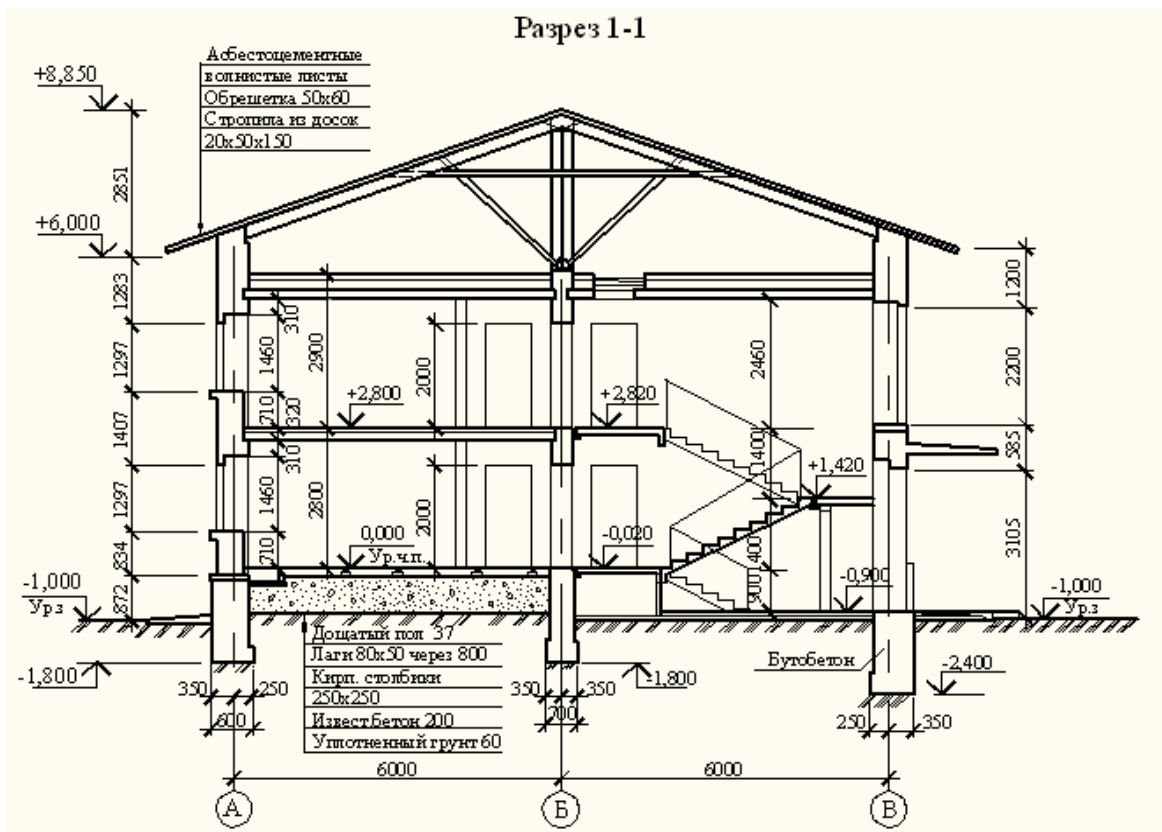 Разрез 1-1
Асбестоцементные
волнистые листы
Обрешетка 50х60
Стропила из досок
20х50х150
+8,850
2851
+6,000
1283
1297
1407
1297
834
872
-1,000
Ур.з
-1,800
310
1460
710
320
310
1460
710
2900
2800
2000
2000
+2,800
+2,820
0,000
Ур.ч.п.
-0,020
2460
1400
+1,420
1400
900
-0,900
1200
2200
585
3105
-1,000
Ур.з
Дощатый пол 37
Лаги 80х50 через 800
Кирп. столбики
250х250
Известбетон 200
Уплотненный грунт 60
Бутобетон
-1,800
-2,400
350
250
600
350
350
700
250
350
6000
6000
А
Б
В